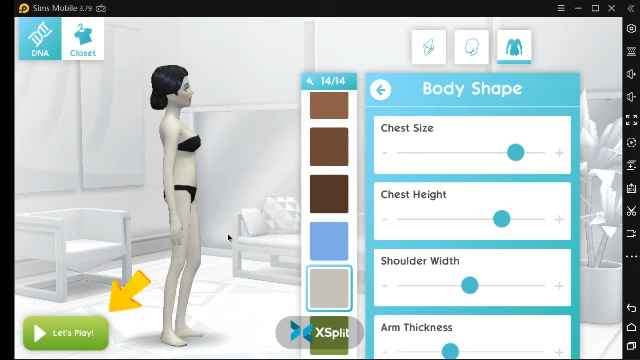 Sims Mobile 3.79
DNA
Closet
14/14
Body Shape
Chest Size
Chest Height
Shoulder Width
Arm Thickness
Let's Play!
XSplit